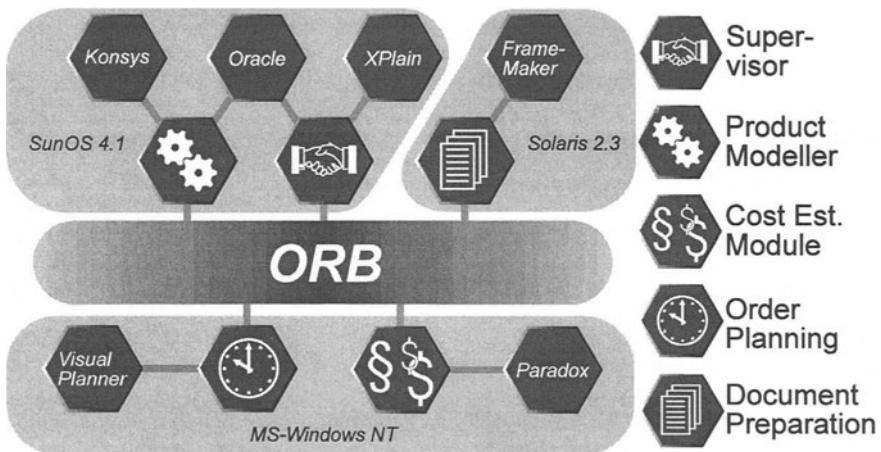 Konsys
Oracle
XPlain
Frame-
Maker
SunOS 4.1
Solaris 2.3
ORB
Visual
Planner
Paradox
MS-Windows NT
Super-
visor
Product
Modeller
Cost Est.
Module
Order
Planning
Document
Preparation